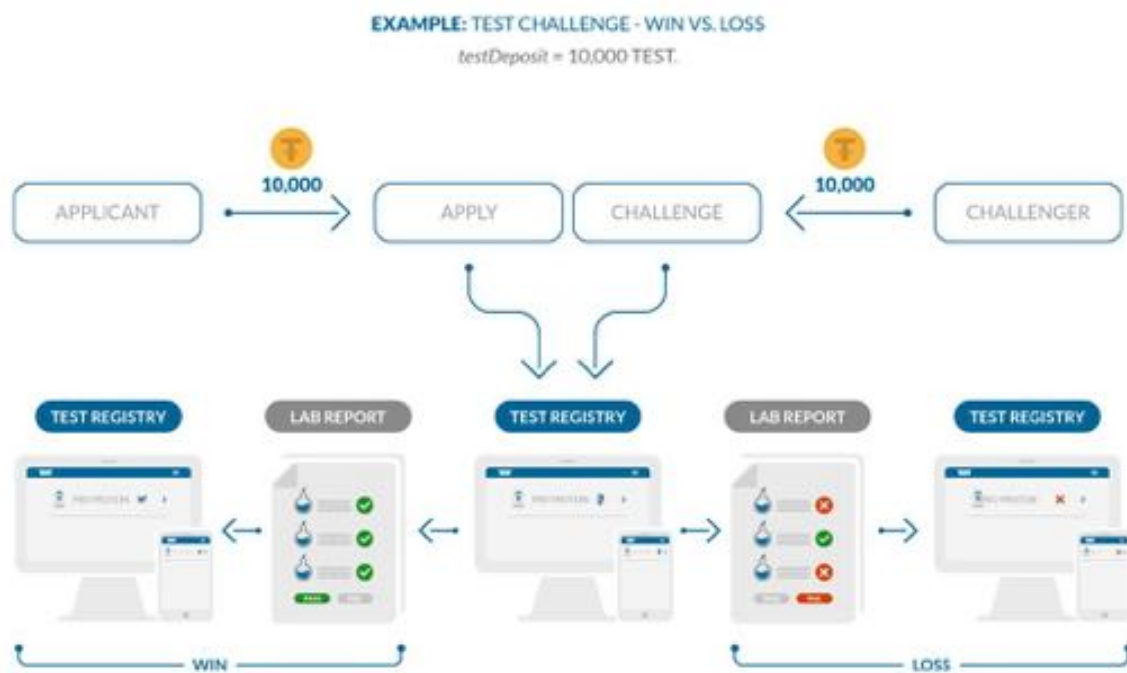 EXAMPLE: TEST CHALLENGE - WIN VS. LOSS
testDeposit = 10,000 TEST.
10,000
10,000
APPLICANT
APPLY
CHALLENGE
CHALLENGER
TEST REGISTRY
LAB REPORT
TEST REGISTRY
LAB REPORT
TEST REGISTRY
WIN
LOSS